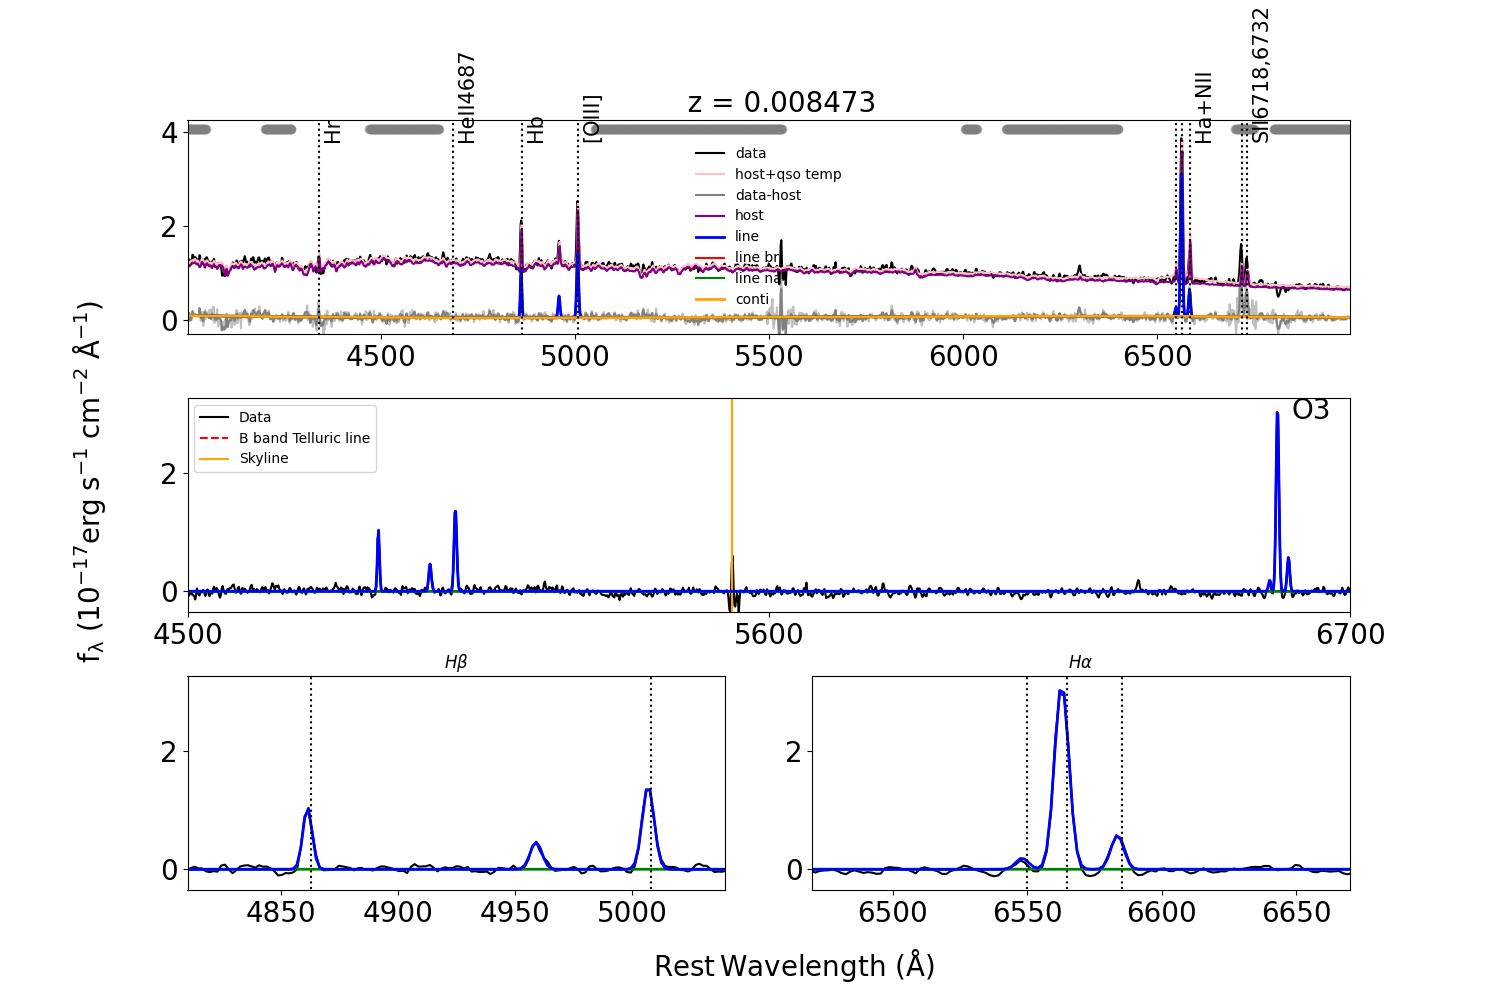 z = 0.008473
Hr
HeII4687
Hb
[OIII]
Ha+NII
SII6718,6732
4
2
0
data
host+qso temp
data-host
host
line
line br
line na
conti
4500
5000
5500
6000
6500
fλ (10⁻¹⁷erg s⁻¹ cm⁻² Å⁻¹)
Data
B band Telluric line
Skyline
O3
2
0
4500
5600
6700
Hβ
2
0
4850
4900
4950
5000
Hα
2
0
6500
6550
6600
6650
Rest Wavelength (Å)